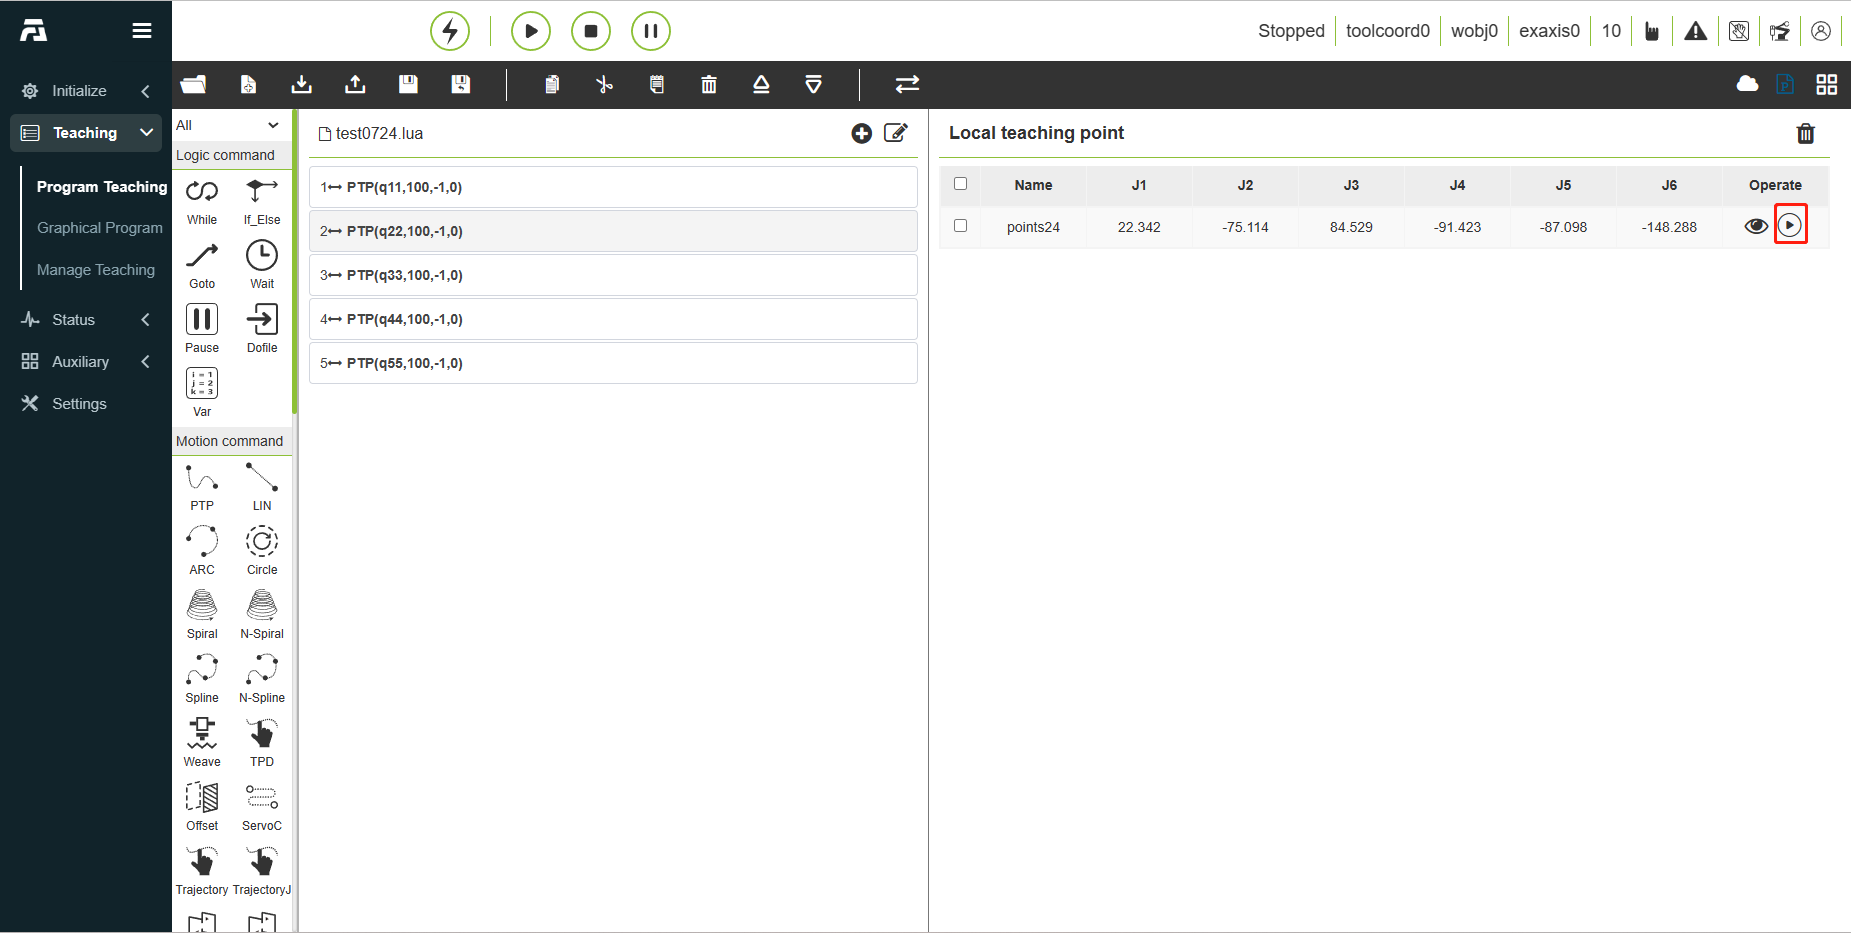 Stopped toolcoord0 wobj0 exaxis0 10
Initialize
Teaching
Program Teaching
Graphical Program
Manage Teaching
Status
Auxiliary
Settings
All
Logic command
While If_Else
Goto Wait
Pause Dofile
i = 1
j = 2
k = 3
Var
Motion command
PTP LIN
ARC Circle
Spiral N-Spiral
Spline N-Spline
Weave TPD
Offset ServoC
Trajectory TrajectoryJ
test0724.lua
1 PTP(q11,100,-1,0)
2 PTP(q22,100,-1,0)
3 PTP(q33,100,-1,0)
4 PTP(q44,100,-1,0)
5 PTP(q55,100,-1,0)
P
Local teaching point
Name J1 J2 J3 J4 J5 J6 Operate
points24 22.342 -75.114 84.529 -91.423 -87.098 -148.288